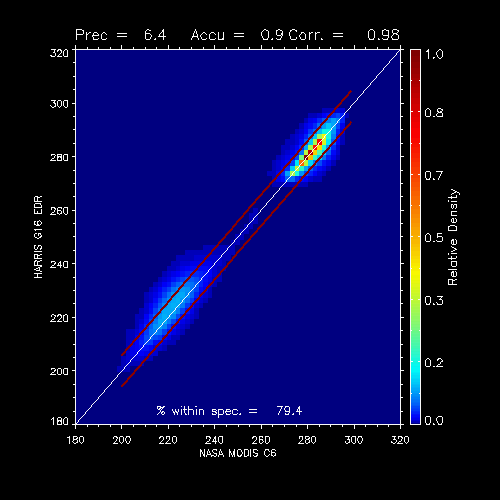 Prec = 6.4 Accu = 0.9 Corr. = 0.98
320
300
280
260
240
220
200
180
HARRIS G16 EDR
% within spec. = 79.4
180 200 220 240 260 280 300 320
NASA MODIS C6
1.0
0.8
0.7
0.5
0.3
0.2
0.0
Relative Density